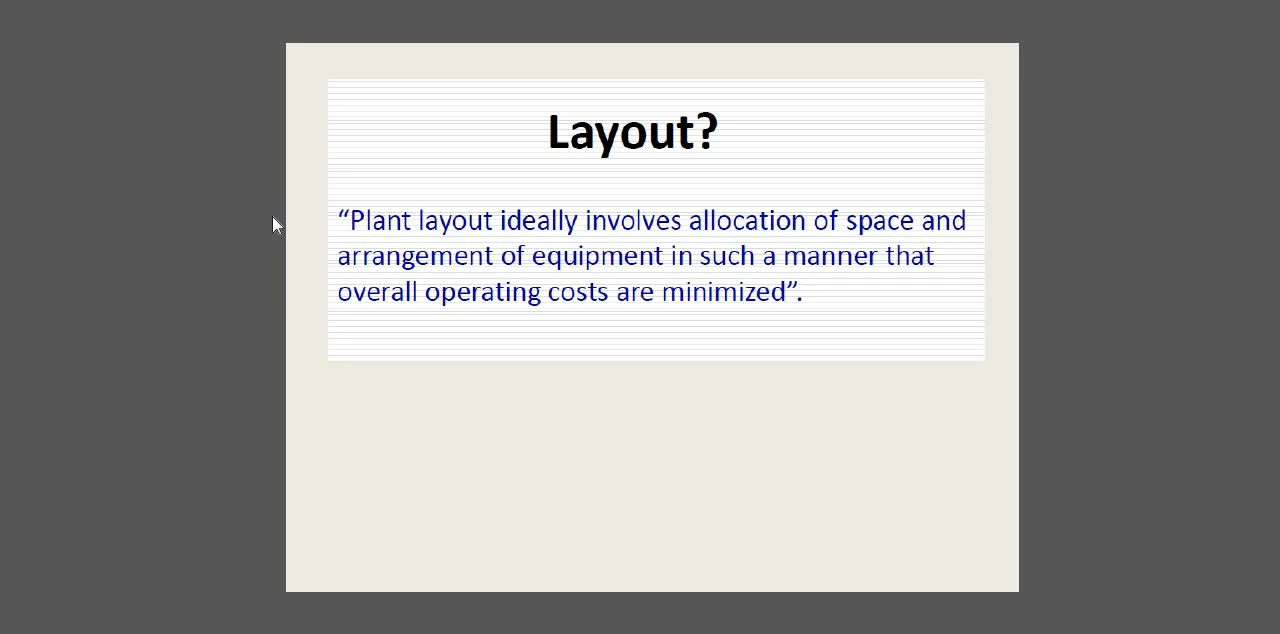 Layout?
“Plant layout ideally involves allocation of space and
arrangement of equipment in such a manner that
overall operating costs are minimized”.